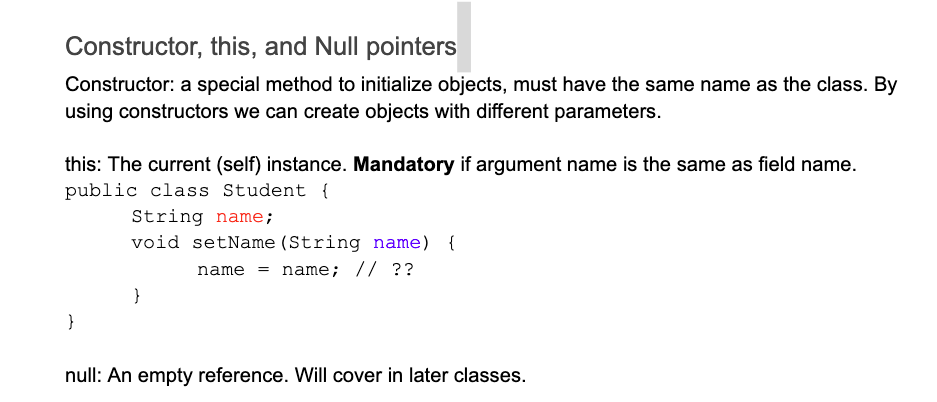 Constructor, this, and Null pointers
Constructor: a special method to initialize objects, must have the same name as the class. By
using constructors we can create objects with different parameters.
this: The current (self) instance. Mandatory if argument name is the same as field name.
public class Student {
String name;
void setName(String name) {
name = name; // ??
}
}
null: An empty reference. Will cover in later classes.